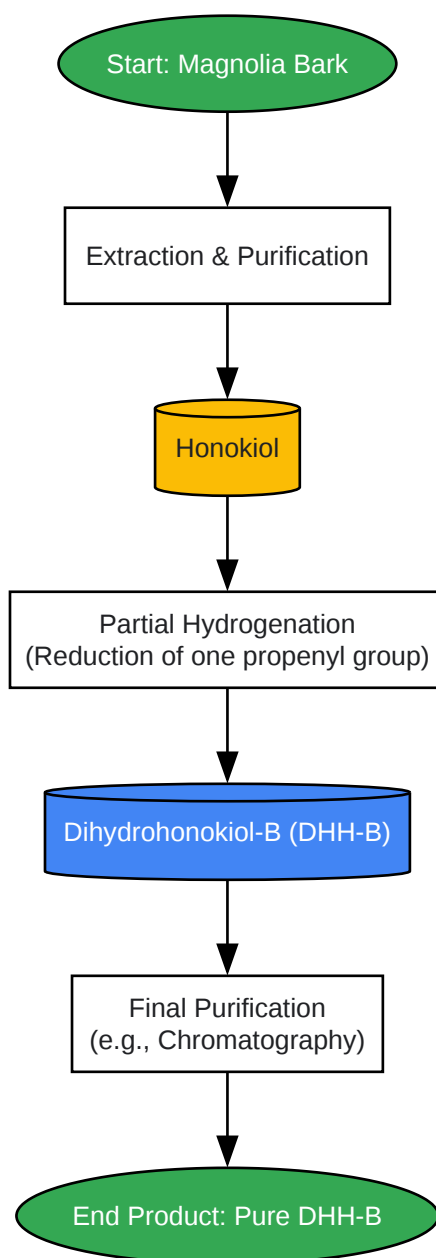 Start: Magnolia Bark
Extraction & Purification
Honokiol
Partial Hydrogenation
(Reduction of one propenyl group)
Dihydrohonokiol-B (DHH-B)
Final Purification
(e.g., Chromatography)
End Product: Pure DHH-B